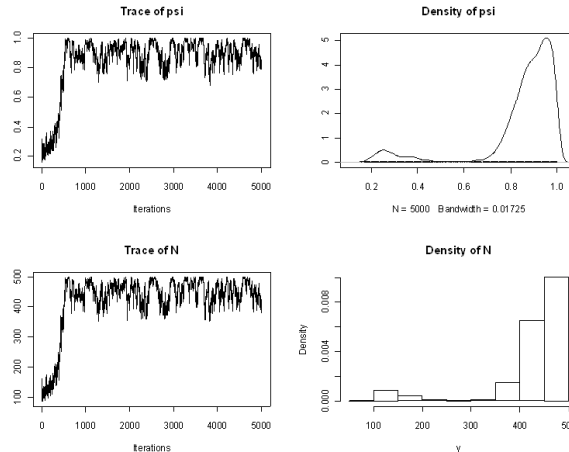 Trace of psi
1.0
0.8
0.6
0.4
0.2
0 1000 2000 3000 4000 5000
Iterations
Density of psi
5
4
3
2
1
0
0.2 0.4 0.6 0.8 1.0
N = 5000 Bandwidth = 0.01725
Trace of N
500
400
300
200
100
0 1000 2000 3000 4000 5000
Iterations
Density of N
Density
0.008
0.004
0.000
100 200 300 400 500
y